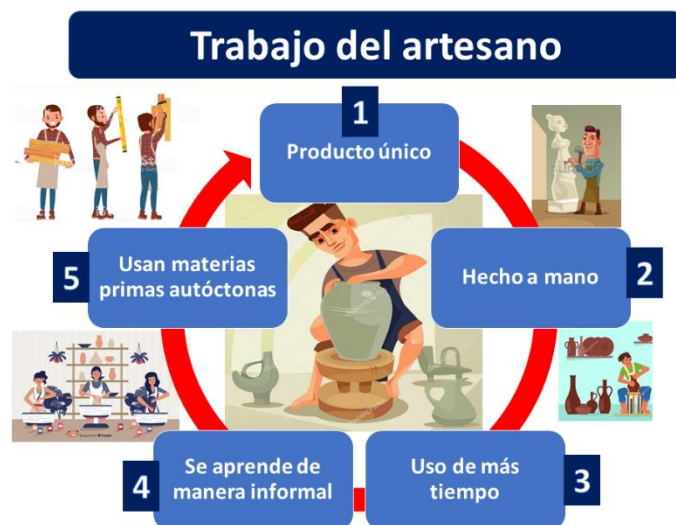 Trabajo del artesano
1
Producto único
2
Hecho a mano
3
Uso de más
tiempo
4
Se aprende de
manera informal
5
Usan materias
primas autóctonas